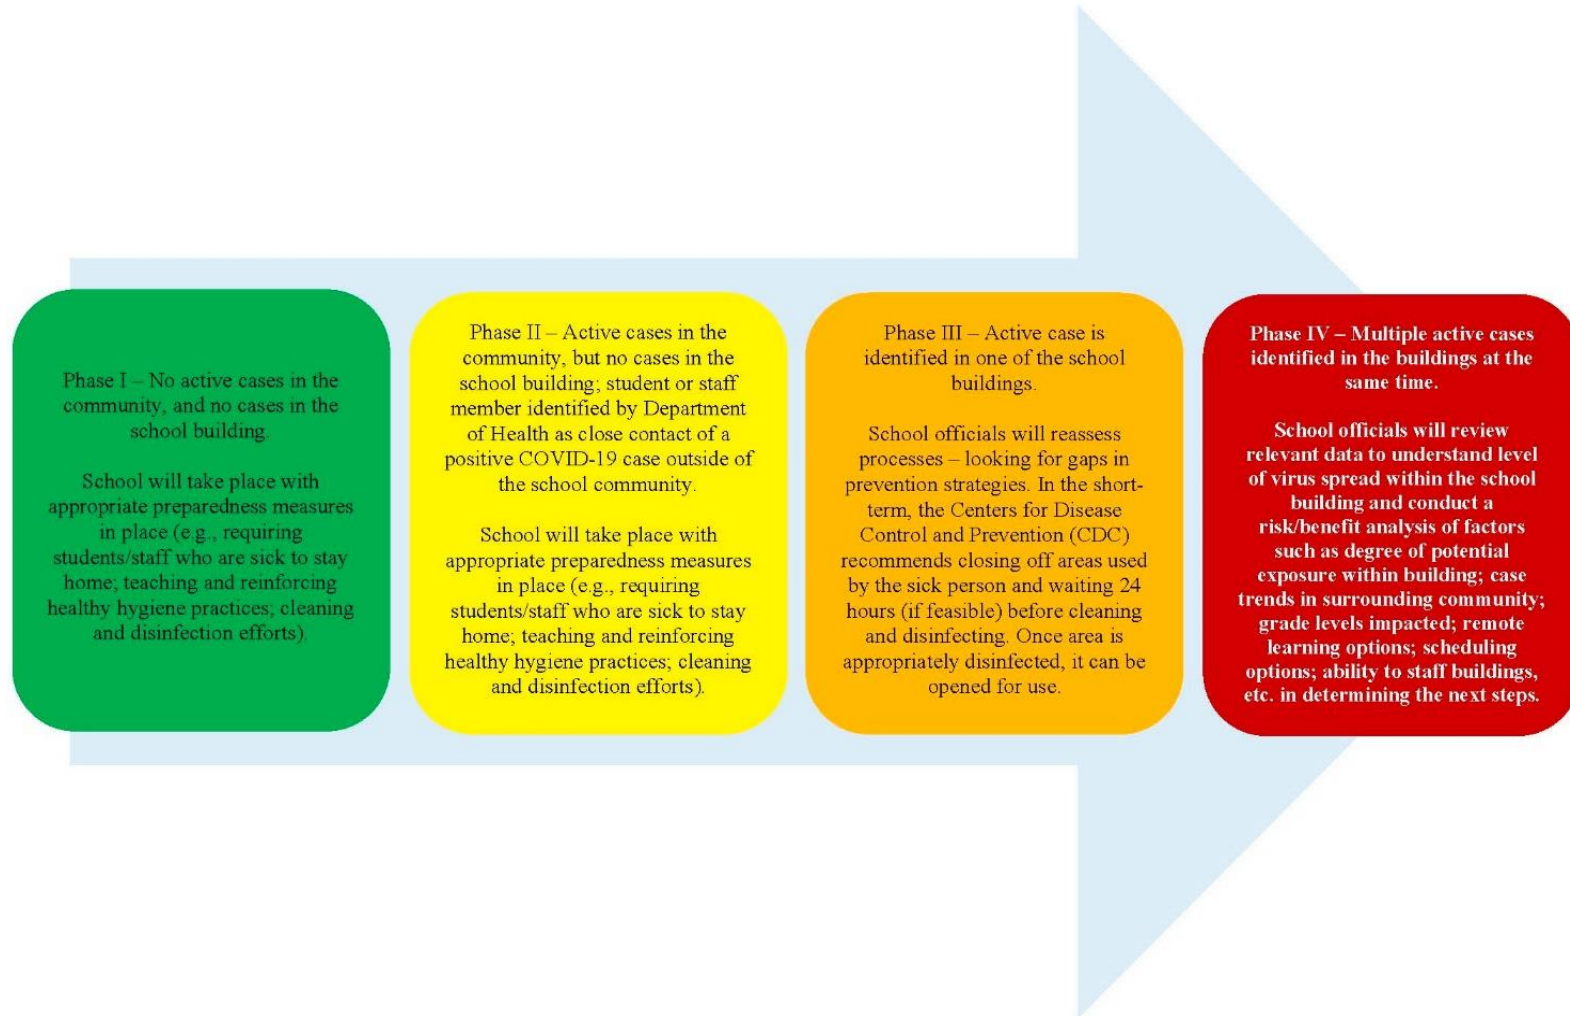 Phase I – No active cases in the
community, and no cases in the
school building.
School will take place with
appropriate preparedness measures
in place (e.g., requiring
students/staff who are sick to stay
home; teaching and reinforcing
healthy hygiene practices; cleaning
and disinfection efforts).
Phase II – Active cases in the
community, but no cases in the
school building; student or staff
member identified by Department
of Health as close contact of a
positive COVID-19 case outside of
the school community.
School will take place with
appropriate preparedness measures
in place (e.g., requiring
students/staff who are sick to stay
home; teaching and reinforcing
healthy hygiene practices; cleaning
and disinfection efforts).
Phase III – Active case is
identified in one of the school
buildings.
School officials will reassess
processes – looking for gaps in
prevention strategies. In the short-
term, the Centers for Disease
Control and Prevention (CDC)
recommends closing off areas used
by the sick person and waiting 24
hours (if feasible) before cleaning
and disinfecting. Once area is
appropriately disinfected, it can be
opened for use.
Phase IV – Multiple active cases
identified in the buildings at the
same time.
School officials will review
relevant data to understand level
of virus spread within the school
building and conduct a
risk/benefit analysis of factors
such as degree of potential
exposure within building; case
trends in surrounding community;
grade levels impacted; remote
learning options; scheduling
options; ability to staff buildings,
etc. in determining the next steps.